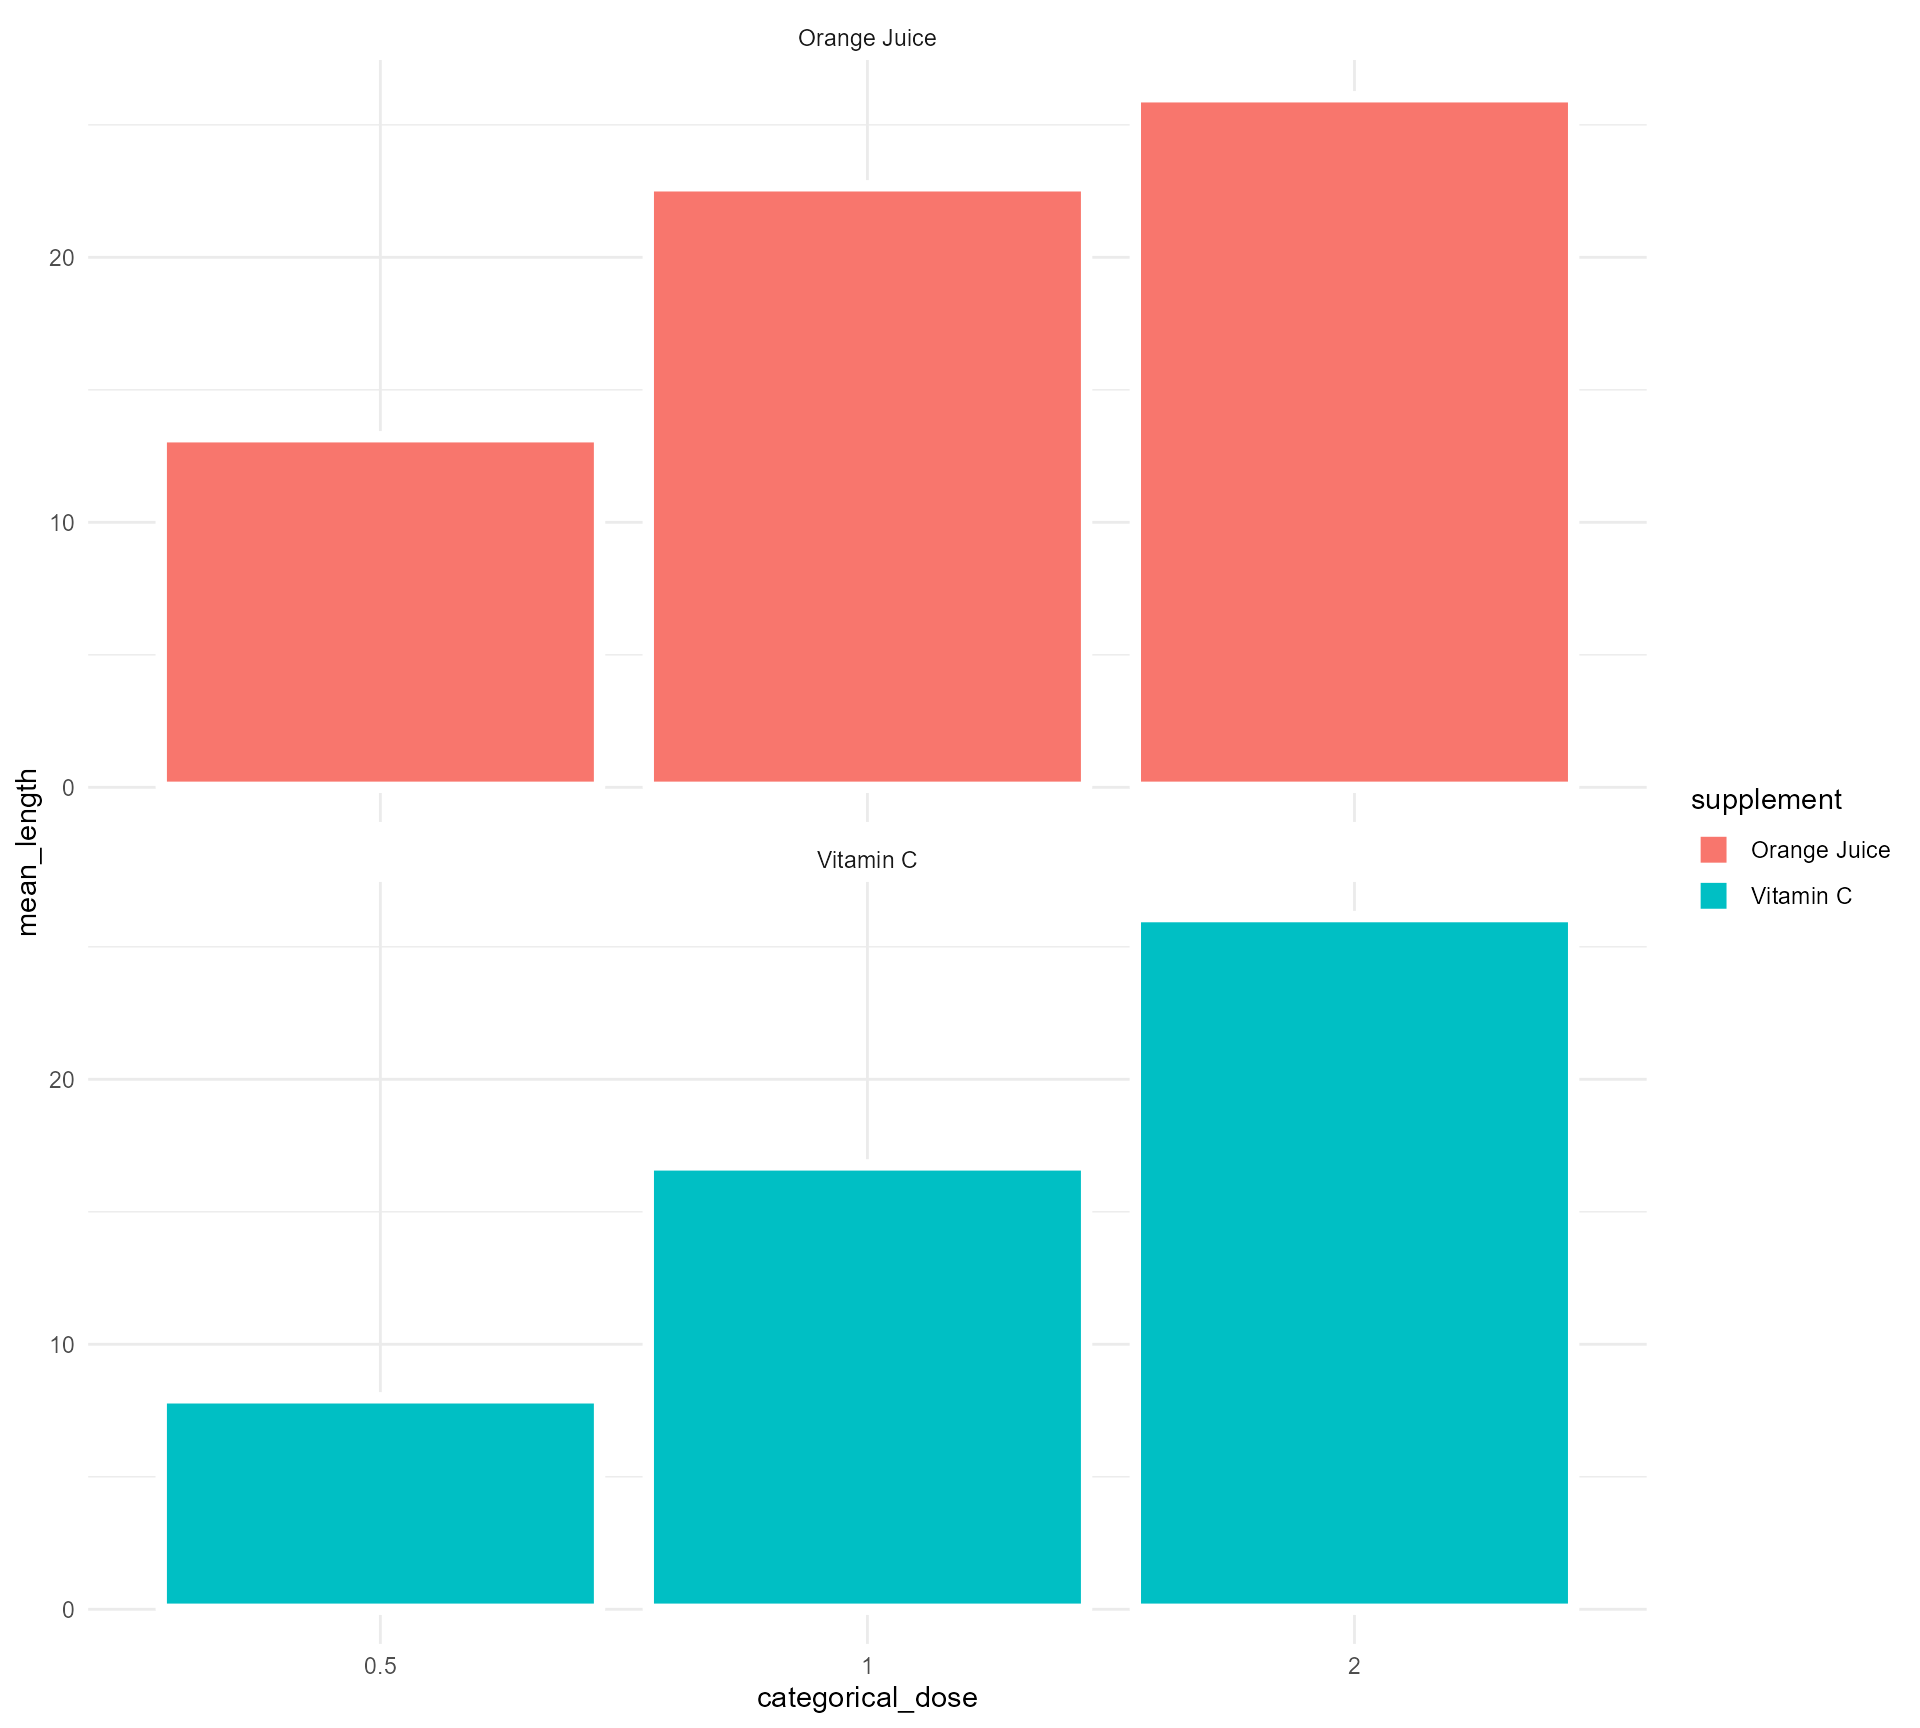 Orange Juice
20
10
0
Vitamin C
20
10
0
0.5
1
2
categorical_dose
mean_length
supplement
Orange Juice
Vitamin C